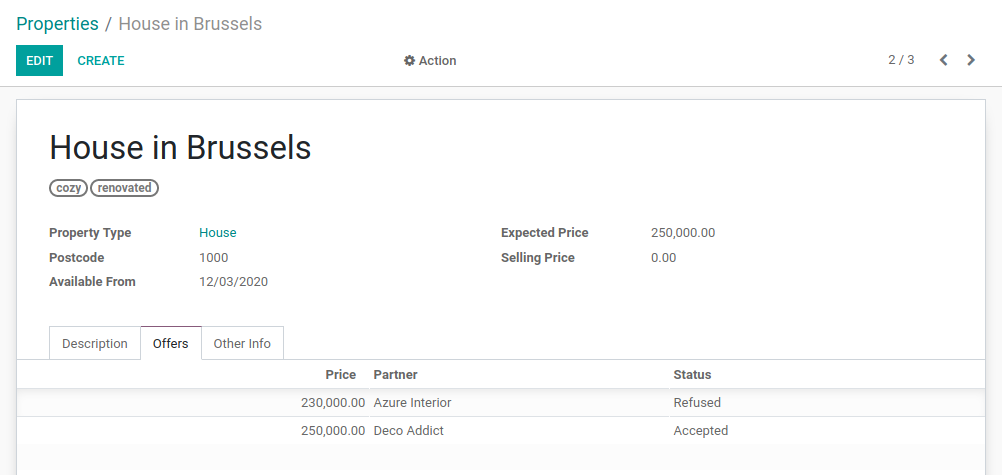 Properties / House in Brussels
EDIT CREATE Action 2 / 3
House in Brussels
cozy renovated
Property Type House Expected Price 250,000.00
Postcode 1000 Selling Price 0.00
Available From 12/03/2020
Description Offers Other Info
Price Partner Status
230,000.00 Azure Interior Refused
250,000.00 Deco Addict Accepted